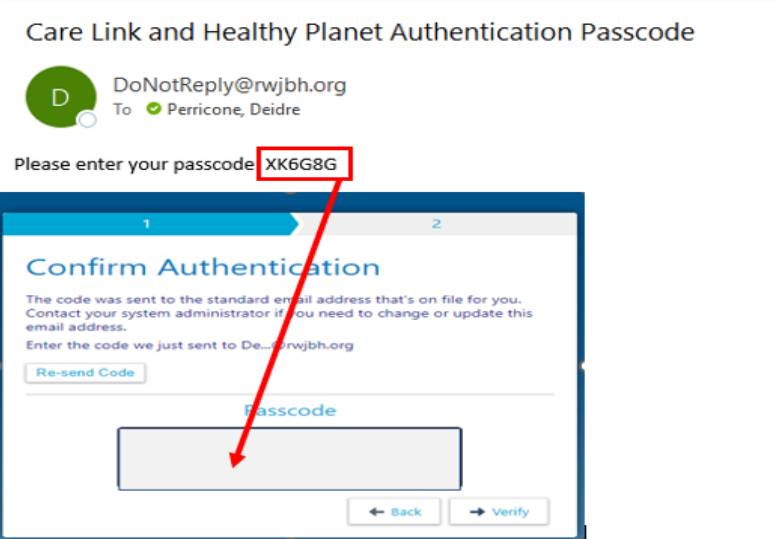 Care Link and Healthy Planet Authentication Passcode
D
DoNotReply@rwjbh.org
To Perricone, Deidre
Please enter your passcode XK6G8G
1
2
Confirm Authentication
The code was sent to the standard email address that's on file for you.
Contact your system administrator if you need to change or update this
email address.
Enter the code we just sent to De...@rwjbh.org
Re-send Code
Passcode
Back
Verify